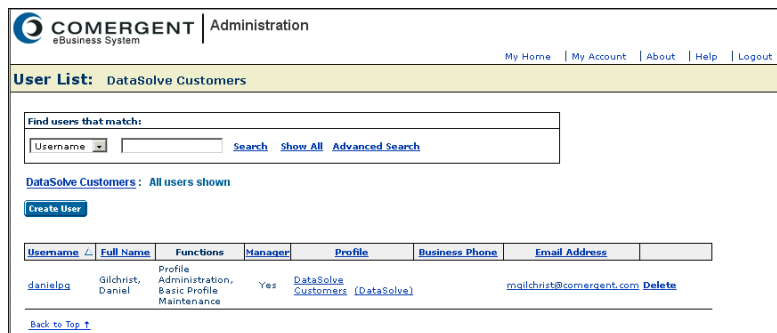 COMERGENT
eBusiness System
Administration
My Home | My Account | About | Help | Logout
User List: DataSolve Customers
Find users that match:
Username Search Show All Advanced Search
DataSolve Customers : All users shown
Create User
Username Full Name Functions Manager Profile Business Phone Email Address
danielpg Gilchrist, Daniel Profile Administration, Basic Profile Maintenance Yes DataSolve Customers (DataSolve) mgilchrist@comergent.com Delete
Back to Top ↑